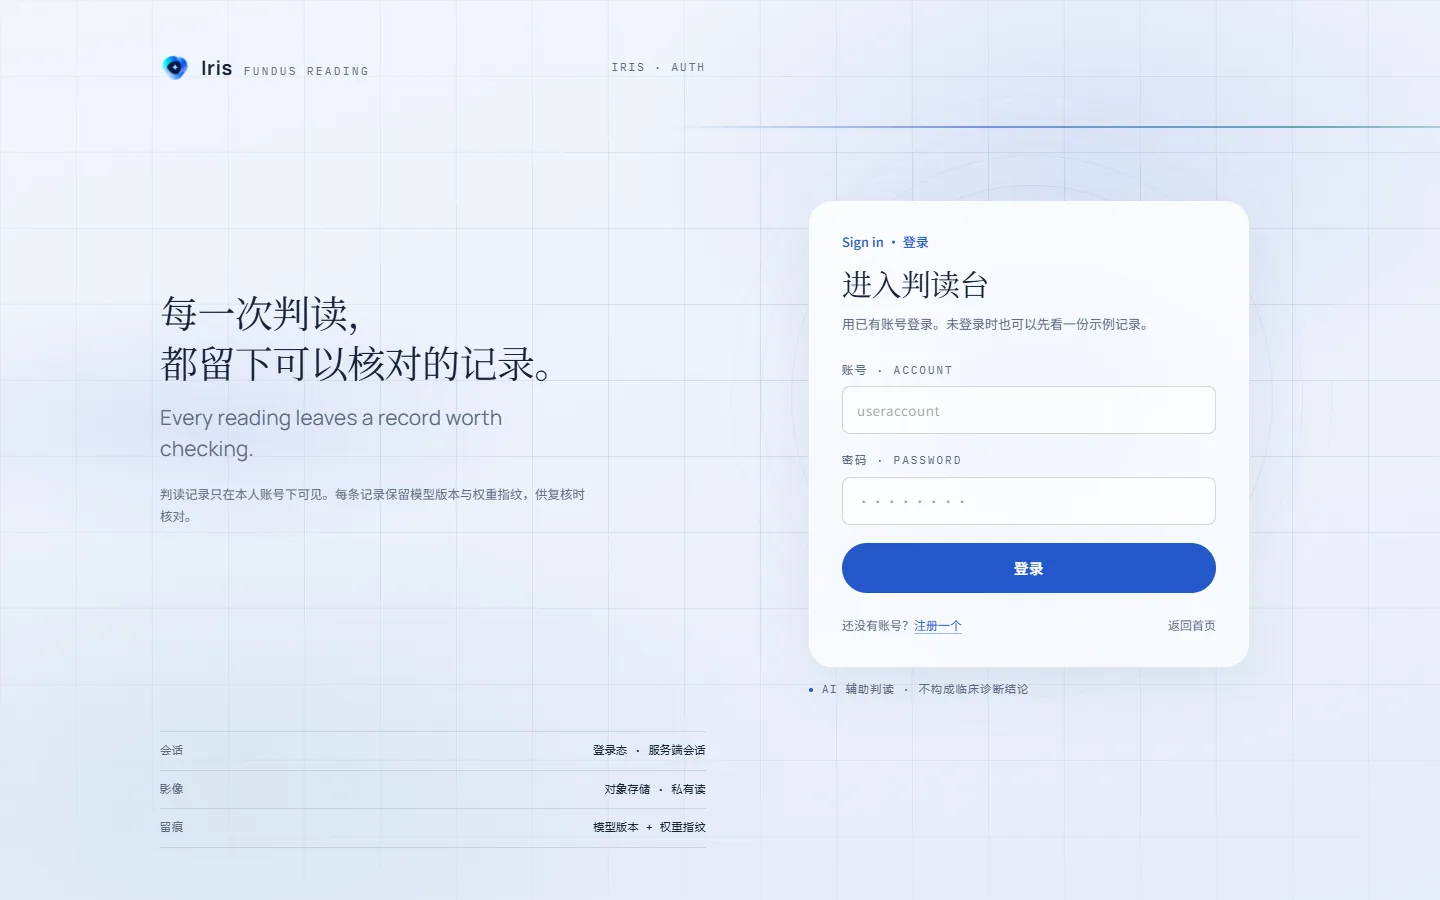 Iris FUNDUS READING
IRIS · AUTH
每一次判读，
都留下可以核对的记录。
Every reading leaves a record worth
checking.
判读记录只在本人账号下可见。每条记录保留模型版本与权重指纹，供复核时
核对。
会话 登录态 · 服务端会话
影像 对象存储 · 私有读
留痕 模型版本 + 权重指纹
Sign in · 登录
进入判读台
用已有账号登录。未登录时也可以先看一份示例记录。
账号 · ACCOUNT
useraccount
密码 · PASSWORD
· · · · · · · ·
登录
还没有账号？注册一个 返回首页
AI 辅助判读 · 不构成临床诊断结论